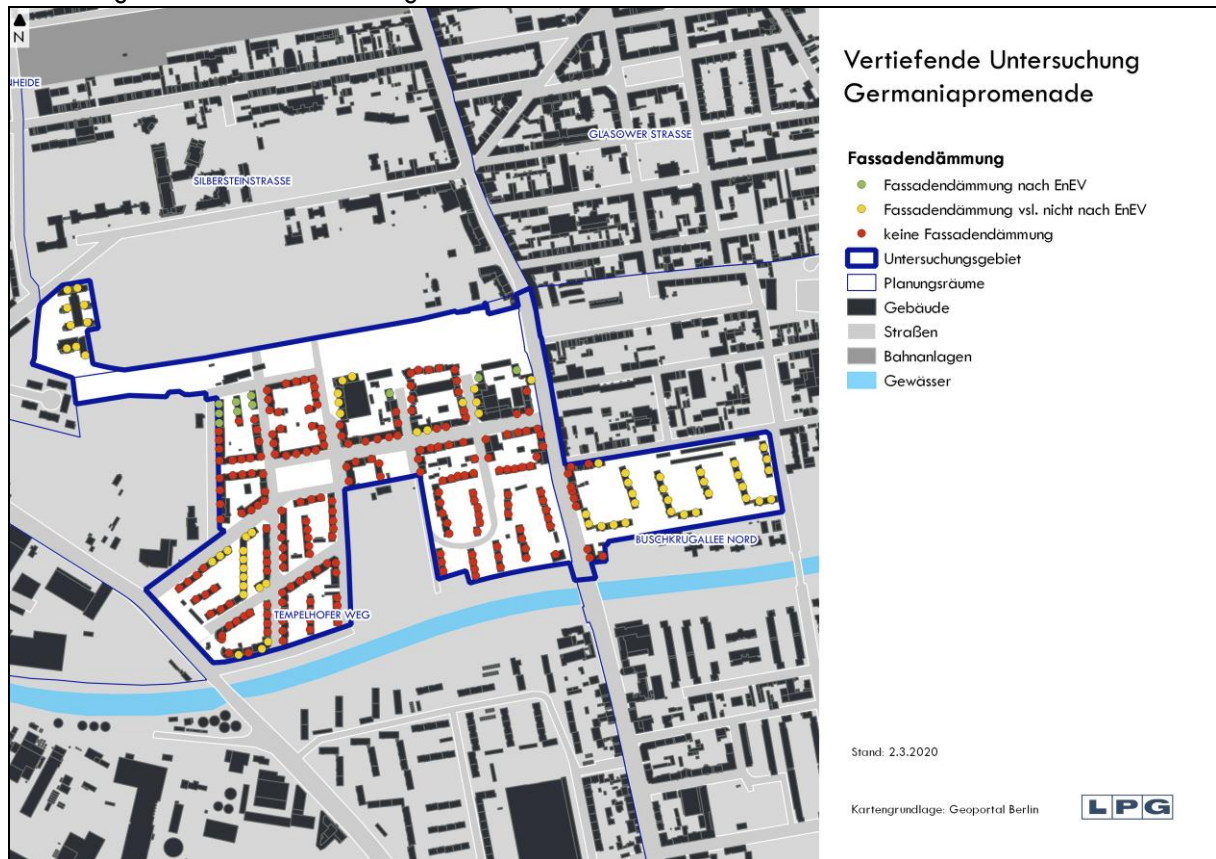 N
NHEIDE
SILBERSTEINSTRASSE
GLASOWER STRASSE
BUSCHKRUGALLEE NORD
TEMPELHOFER WEG
Vertiefende Untersuchung
Germaniapromenade
Fassadendämmung
Fassadendämmung nach EnEV
Fassadendämmung vsl. nicht nach EnEV
keine Fassadendämmung
Untersuchungsgebiet
Planungsräume
Gebäude
Straßen
Bahnanlagen
Gewässer
Stand: 2.3.2020
Kartengrundlage: Geoportal Berlin
LPG